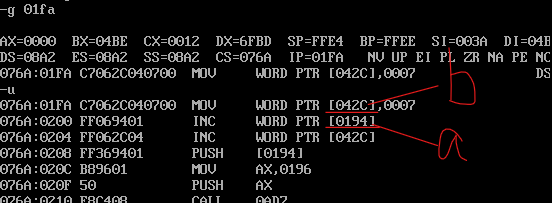 -g 01fa
AX=0000 BX=04BE CX=0012 DX=6FBD SP=FFE4 BP=FFEE SI=003A DI=04B
DS=08A2 ES=08A2 SS=08A2 CS=076A IP=01FA NV UP EI PL ZR NA PE NC
076A:01FA C7062C040700 MOV WORD PTR [042C],0007 DS
-u
076A:01FA C7062C040700 MOV WORD PTR [042C],0007 b
076A:0200 FF069401 INC WORD PTR [0194]
076A:0204 FF062C04 INC WORD PTR [042C] a
076A:0208 FF369401 PUSH [0194]
076A:020C B89601 MOV AX,0196
076A:020F 50 PUSH AX
076A:0210 E8C408 CALL 0AD7